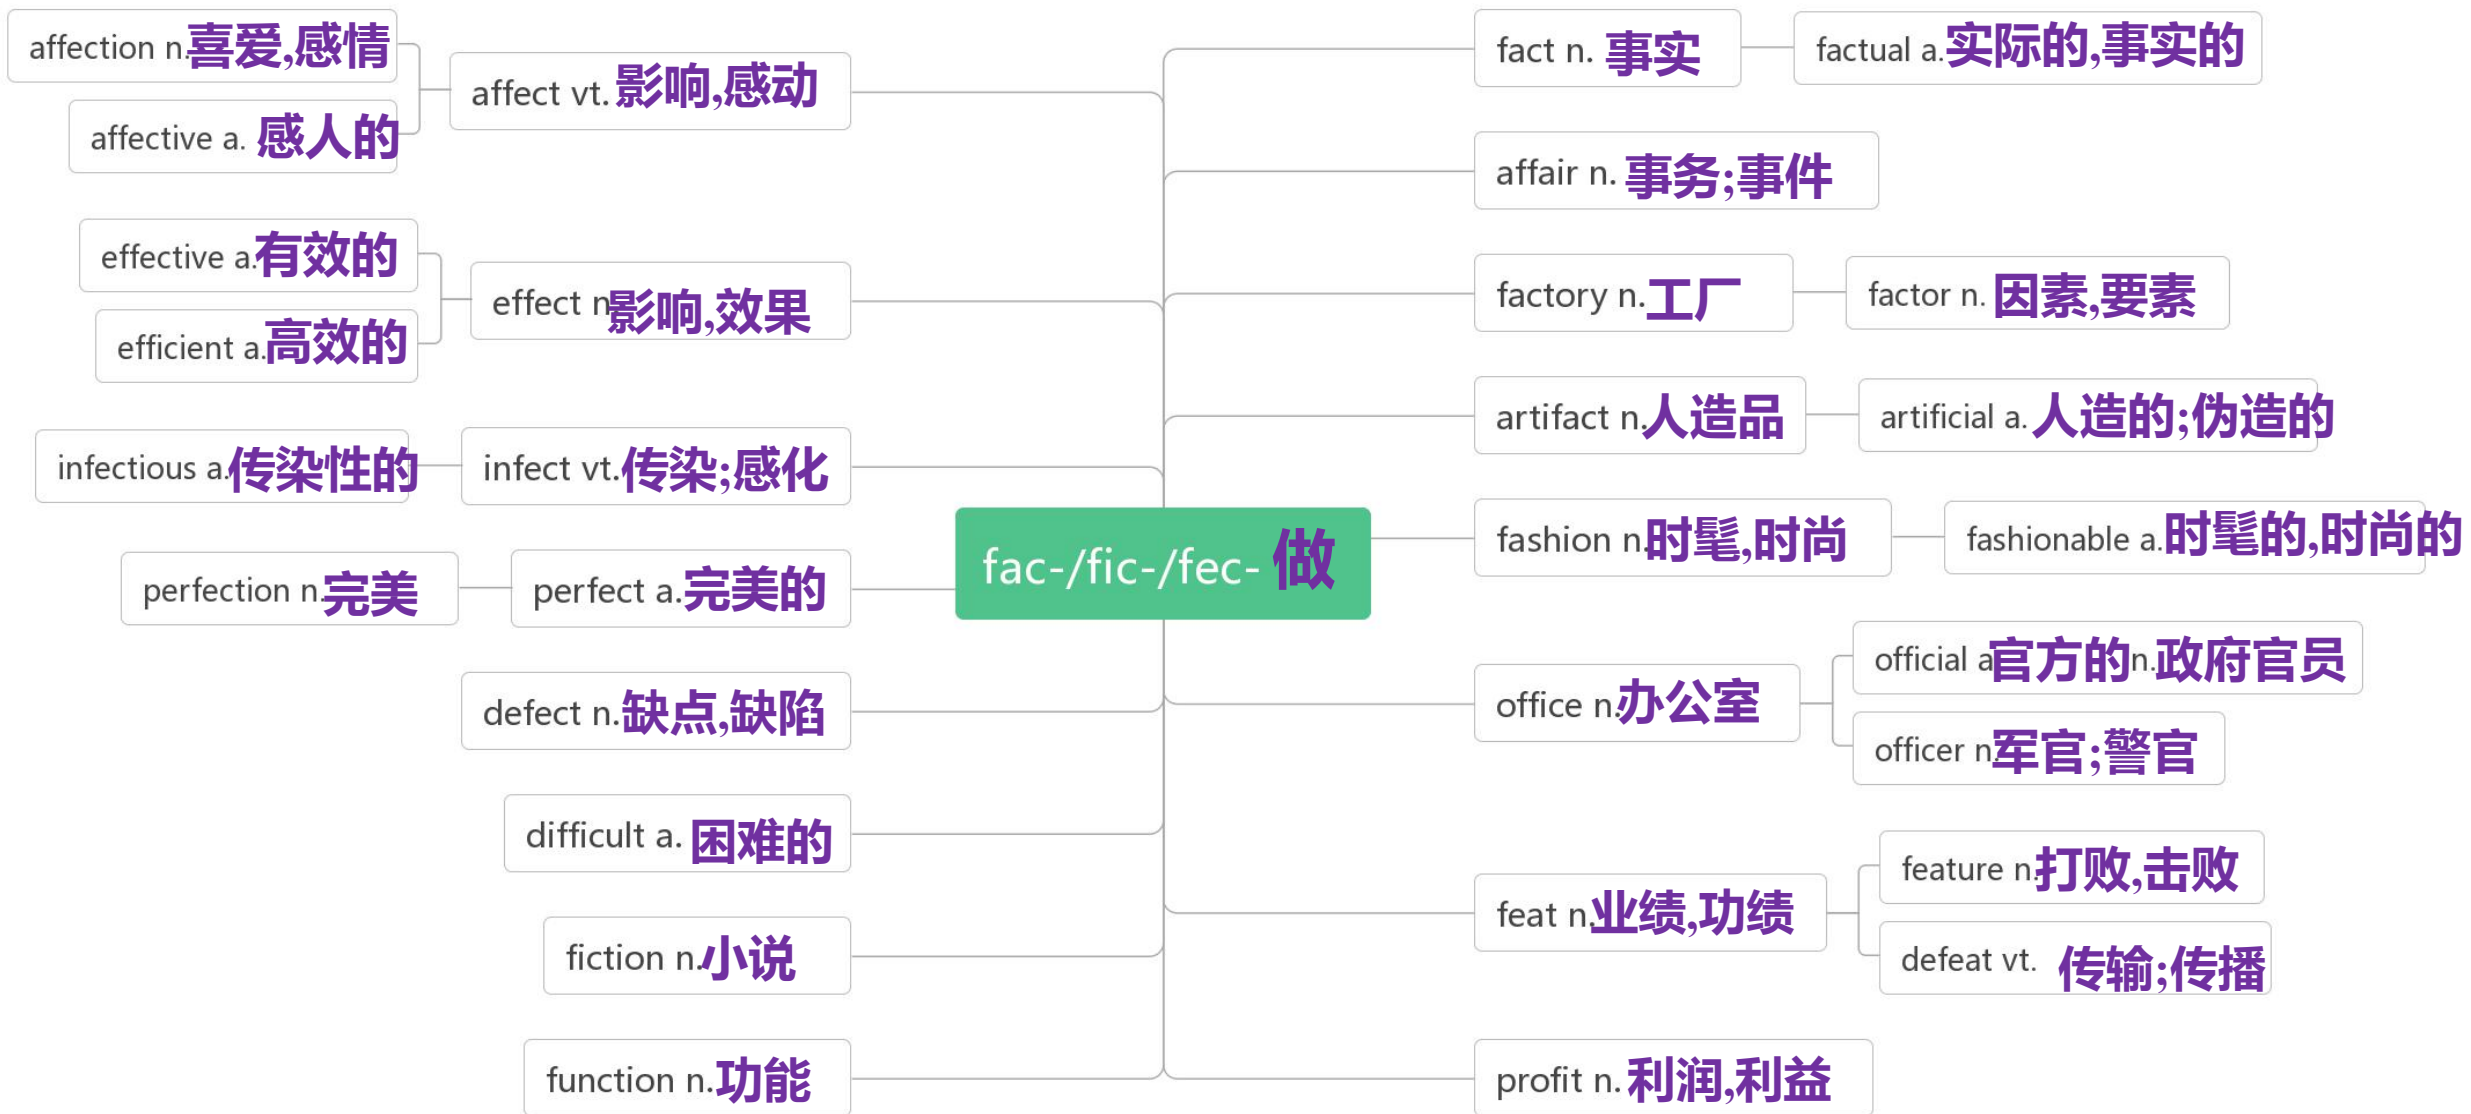 affection n.喜爱,感情
affect vt. 影响,感动
affective a. 感人的
effective a.有效的
effect n.影响,效果
efficient a.高效的
infectious a.传染性的
infect vt.传染;感化
perfection n.完美
perfect a.完美的
defect n.缺点,缺陷
difficult a. 困难的
fiction n.小说
function n.功能
fac-/fic-/fec- 做
fact n. 事实
factual a.实际的,事实的
affair n. 事务;事件
factory n.工厂
factor n. 因素,要素
artifact n.人造品
artificial a.人造的;伪造的
fashion n.时髦,时尚
fashionable a.时髦的,时尚的
office n.办公室
official a官方的n.政府官员
officer n.军官;警官
feat n.业绩,功绩
feature n.打败,击败
defeat vt. 传输;传播
profit n. 利润,利益